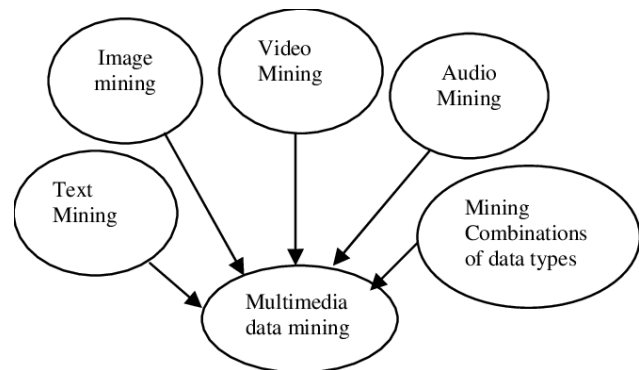 Image
mining
Video
Mining
Audio
Mining
Text
Mining
Mining
Combinations
of data types
Multimedia
data mining